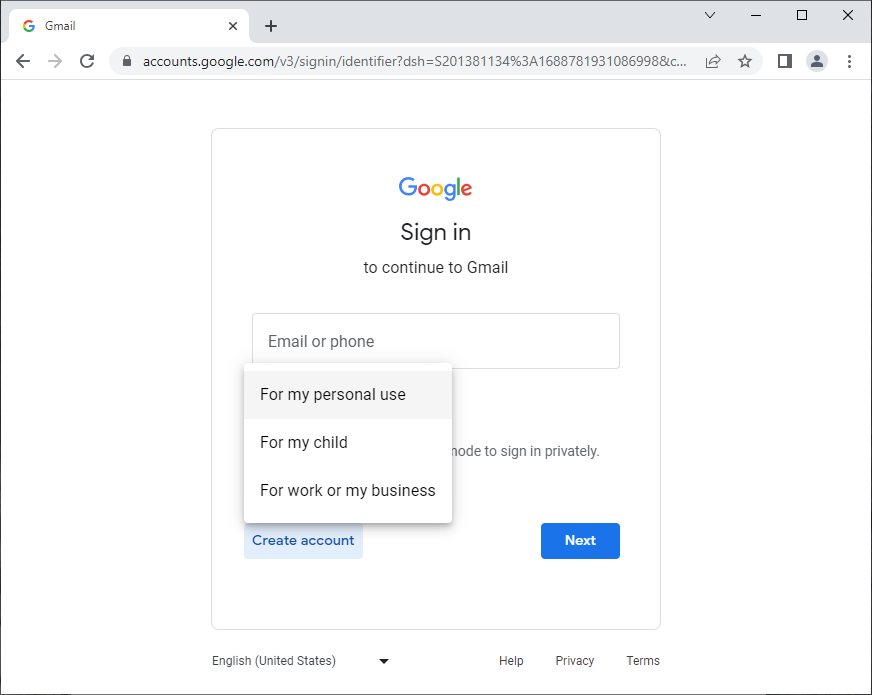 Gmail
accounts.google.com/v3/signin/identifier?dsh=S201381134%3A1688781931086998&c...
Google
Sign in
to continue to Gmail
Email or phone
For my personal use
For my child
node to sign in privately.
For work or my business
Create account
Next
English (United States)
Help
Privacy
Terms